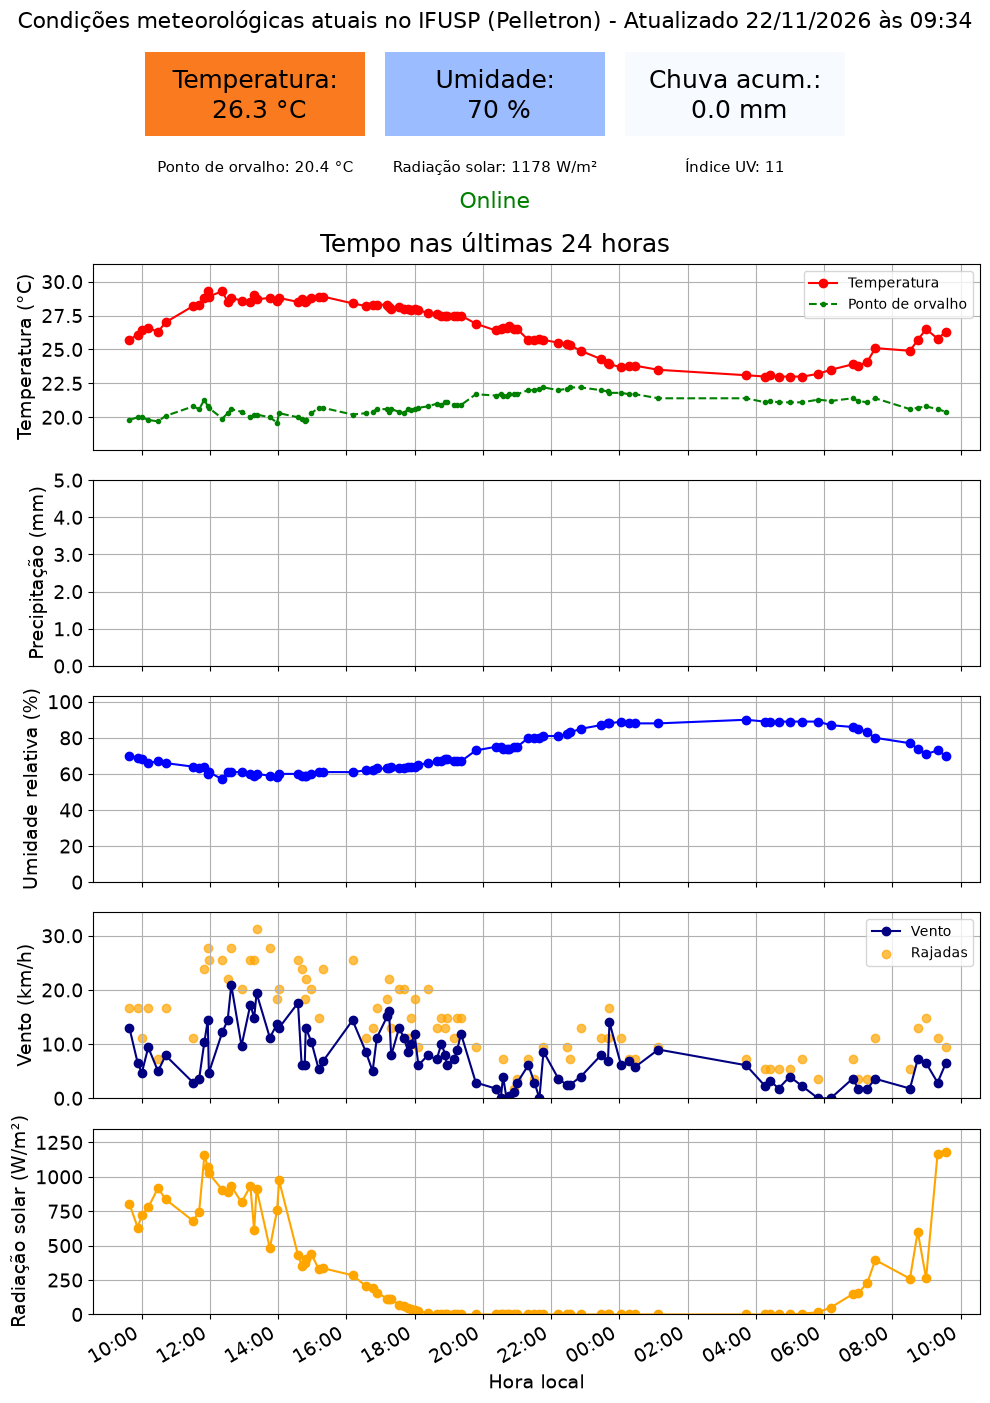 Condições meteorológicas atuais no IFUSP (Pelletron) - Atualizado 22/11/2026 às 09:34
Temperatura:
26.3 °C
Umidade:
70 %
Chuva acum.:
0.0 mm
Ponto de orvalho: 20.4 °C
Radiação solar: 1178 W/m²
Índice UV: 11
Online
Tempo nas últimas 24 horas
Temperatura (°C)
30.0
27.5
25.0
22.5
20.0
Temperatura
Ponto de orvalho
Precipitação (mm)
5.0
4.0
3.0
2.0
1.0
0.0
Umidade relativa (%)
100
80
60
40
20
0
Vento (km/h)
30.0
20.0
10.0
0.0
Vento
Rajadas
Radiação solar (W/m²)
1250
1000
750
500
250
0
10:00
12:00
14:00
16:00
18:00
20:00
22:00
00:00
02:00
04:00
06:00
08:00
10:00
Hora local